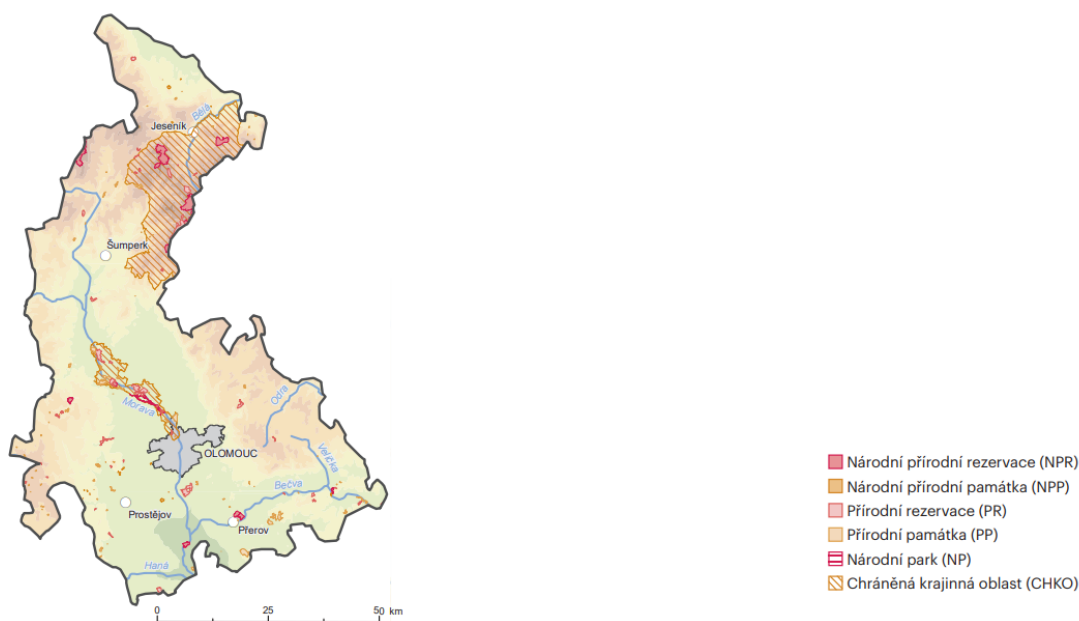 Bělá
Jeseník
Šumperk
Morava
Odra
OLOMOUC
Velička
Bečva
Prostějov
Přerov
Haná
0 25 50 km
Národní přírodní rezervace (NPR)
Národní přírodní památka (NPP)
Přírodní rezervace (PR)
Přírodní památka (PP)
Národní park (NP)
Chráněná krajinná oblast (CHKO)